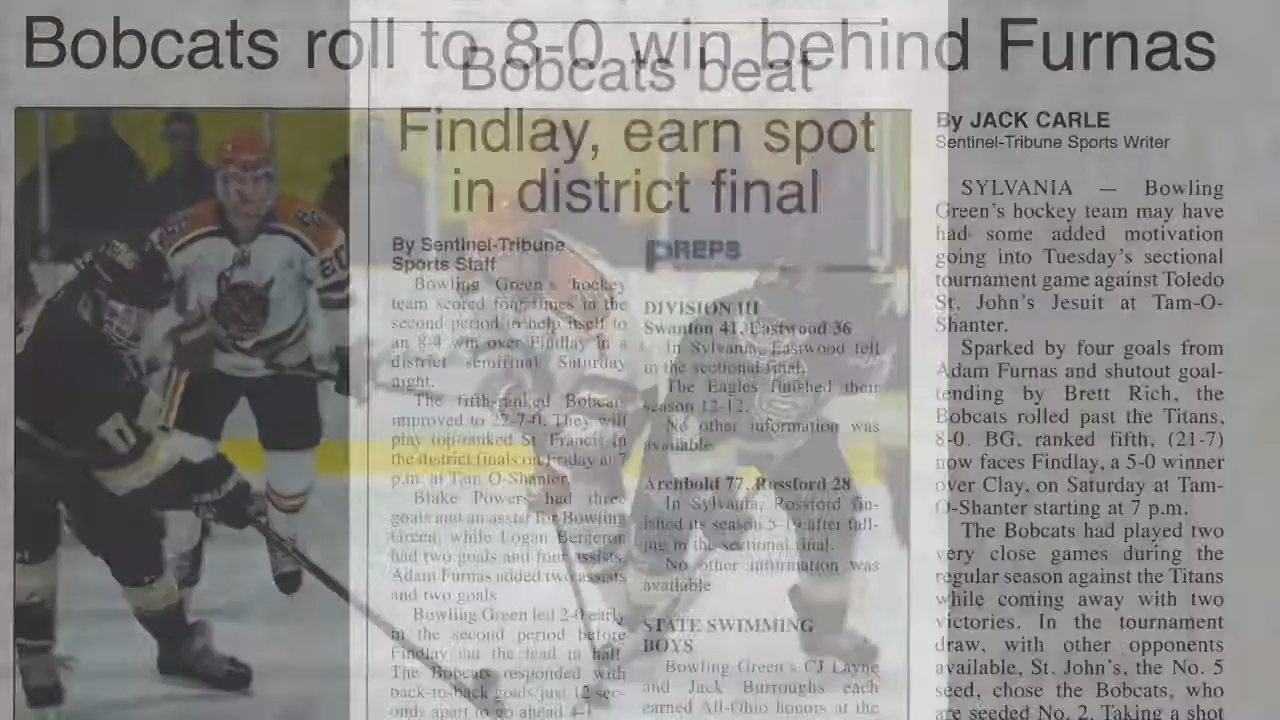 Bobcats roll to 8-0 win behind Furnas
Bobcats beat
Findlay, earn spot
in district final
By Sentinel-Tribune
Sports Staff
Bowling Green's hockey
team scored four times in the
second period to help itself to
an 8-4 win over Findlay in a
district semifinal Saturday
night.
The fifth-ranked Bobcats
improved to 22-7-0. They will
play top-ranked St. Francis in
the district finals on Friday at 7
p.m. at Tam-O-Shanter.
Blake Powers had three
goals and an assist for Bowling
Green, while Logan Bergeron
had two goals and four assists.
Adam Furnas added two assists
and two goals.
Bowling Green led 2-0 early
in the second period before
Findlay cut the lead in half.
The Bobcats responded with
back-to-back goals just 12 sec-
onds apart to go ahead 4-1
PREPS
DIVISION III
Swanton 41, Eastwood 36
In Sylvania, Eastwood fell
in the sectional final.
The Eagles finished their
season 12-12.
No other information was
available
Archbold 77, Rossford 28
In Sylvania, Rossford fin-
ished its season 5-19 after fall-
ing in the sectional final.
No other information was
available
STATE SWIMMING
BOYS
Bowling Green's CJ Layne
and Jack Burroughs each
earned All-Ohio honors at the
By JACK CARLE
Sentinel-Tribune Sports Writer
SYLVANIA — Bowling
Green's hockey team may have
had some added motivation
going into Tuesday's sectional
tournament game against Toledo
St. John's Jesuit at Tam-O-
Shanter.
Sparked by four goals from
Adam Furnas and shutout goal-
tending by Brett Rich, the
Bobcats rolled past the Titans,
8-0. BG, ranked fifth, (21-7)
now faces Findlay, a 5-0 winner
over Clay, on Saturday at Tam-
O-Shanter starting at 7 p.m.
The Bobcats had played two
very close games during the
regular season against the Titans
while coming away with two
victories. In the tournament
draw, with other opponents
available, St. John's, the No. 5
seed, chose the Bobcats, who
are seeded No. 2. Taking a shot